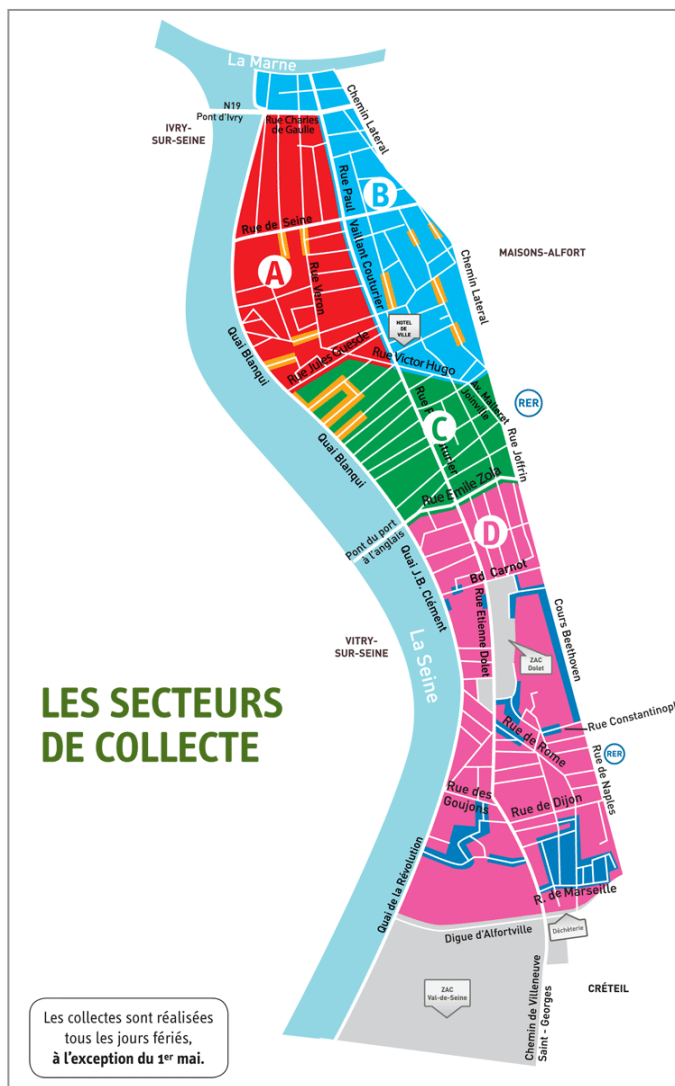 La Marne
N19
Pont d'Ivry
Rue Charles
de Gaulle
Chemin Lateral
IVRY-
SUR-SEINE
Rue Paul
Vaillant Couturier
B
Rue de Seine
MAISONS-ALFORT
A
Rue Veron
Chemin Lateral
HOTEL
DE
VILLE
Quai Blanqui
Rue Jules Guesde
Rue Victor Hugo
Av. Malleret
Joinville
RER
C
Quai Blanqui
Rue Joffrin
Rue Emile Zola
Pont du port
à l'anglais
D
Quai J.B. Clément
Bd Carnot
Rue Etienne Dolet
Cours Beethoven
VITRY-
SUR-SEINE
La Seine
ZAC
Dolet
LES SECTEURS
DE COLLECTE
Rue Constantinopl
Rue de Rome
RER
Rue de Naples
Rue des
Goujons
Rue de Dijon
Quai de la Révolution
R. de Marseille
Digue d'Alfortville
Déchèterie
ZAC
Val-de-Seine
Chemin de Villeneuve
Saint - Georges
CRÉTEIL
Les collectes sont réalisées
tous les jours fériés,
à l'exception du 1er mai.